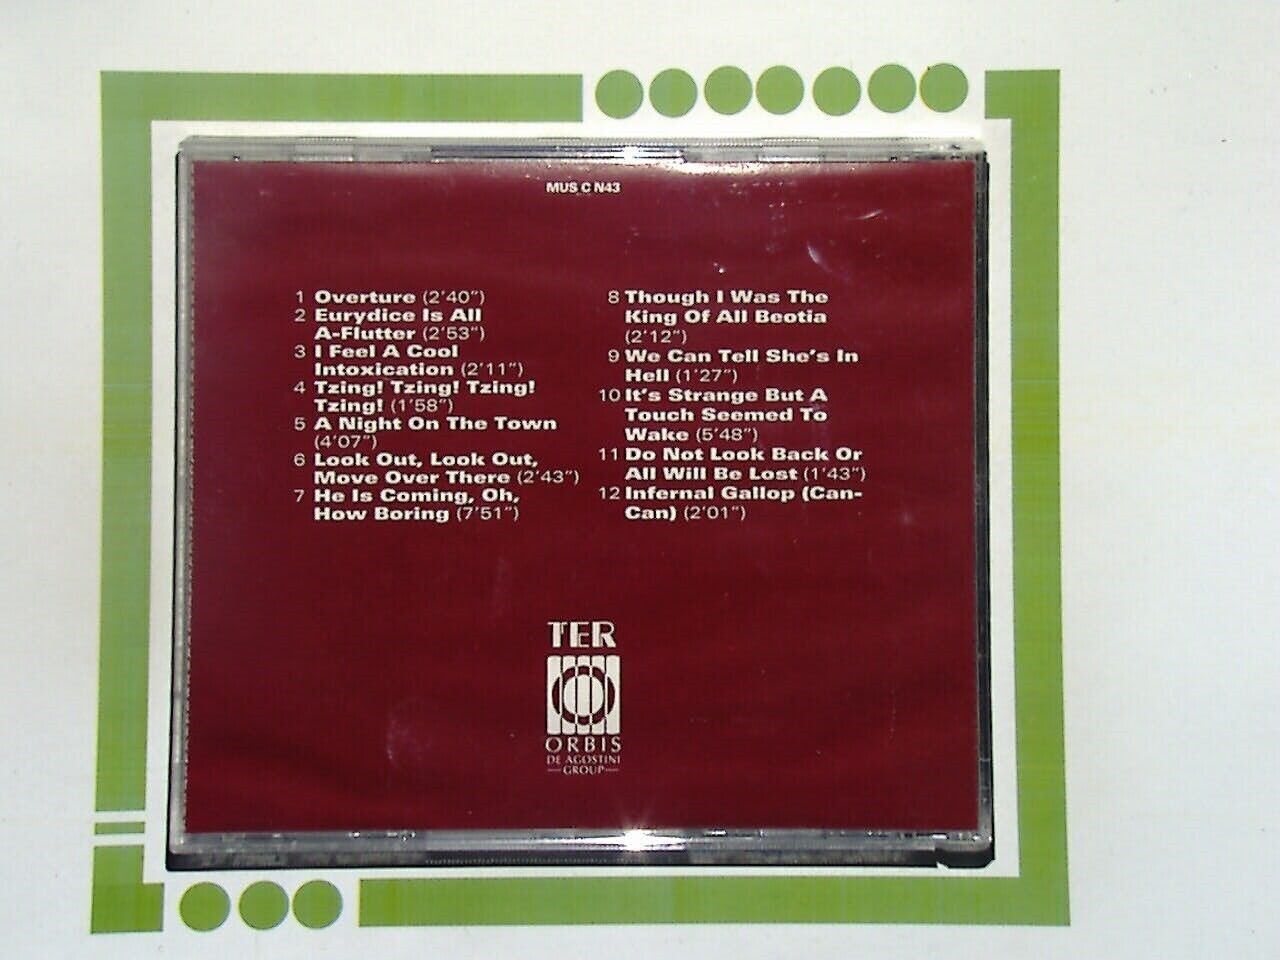 MUS C N43
1 Overture (2'40")
2 Eurydice Is All
A-Flutter (2'53")
3 I Feel A Cool
Intoxication (2'11")
4 Tzing! Tzing! Tzing!
Tzing! (1'58")
5 A Night On The Town
(4'07")
6 Look Out, Look Out,
Move Over There (2'43")
7 He Is Coming, Oh,
How Boring (7'51")
8 Though I Was The
King Of All Beotia
(2'12")
9 We Can Tell She's In
Hell (1'27")
10 It's Strange But A
Touch Seemed To
Wake (5'48")
11 Do Not Look Back Or
All Will Be Lost (1'43")
12 Infernal Gallop (Can-
Can) (2'01")
TER
ORBIS
DE AGOSTINI
GROUP